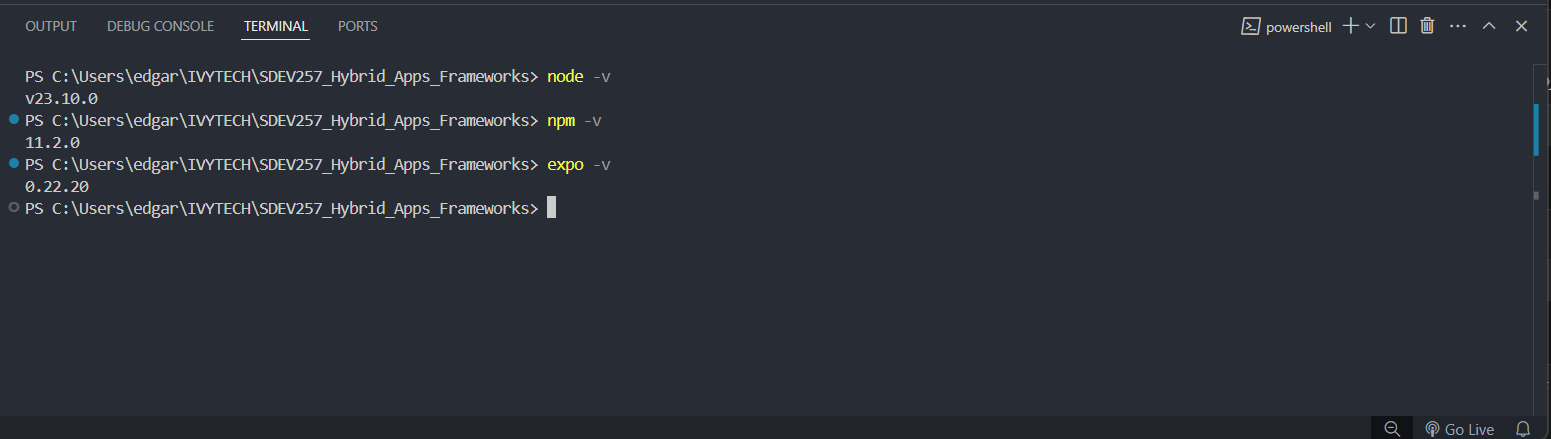 OUTPUT DEBUG CONSOLE TERMINAL PORTS powershell
PS C:\Users\edgar\IVYTECH\SDEV257_Hybrid_Apps_Frameworks> node -v
v23.10.0
PS C:\Users\edgar\IVYTECH\SDEV257_Hybrid_Apps_Frameworks> npm -v
11.2.0
PS C:\Users\edgar\IVYTECH\SDEV257_Hybrid_Apps_Frameworks> expo -v
0.22.20
PS C:\Users\edgar\IVYTECH\SDEV257_Hybrid_Apps_Frameworks>
Go Live